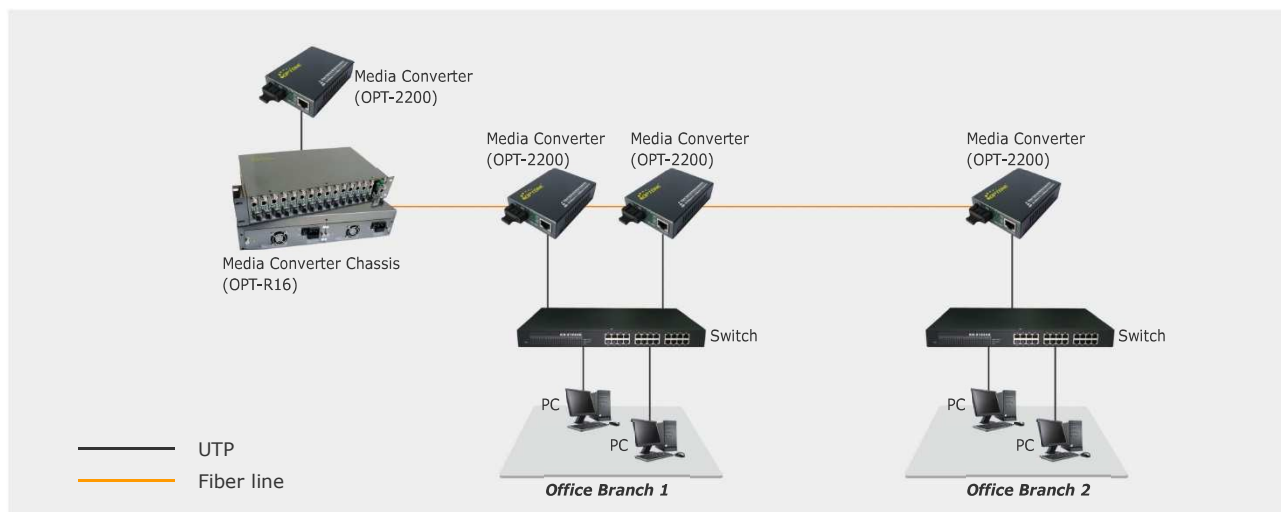 Media Converter
(OPT-2200)
Media Converter
(OPT-2200)
Media Converter
(OPT-2200)
Media Converter
(OPT-2200)
Media Converter Chassis
(OPT-R16)
Switch
Switch
PC
PC
PC
PC
UTP
Fiber line
Office Branch 1
Office Branch 2